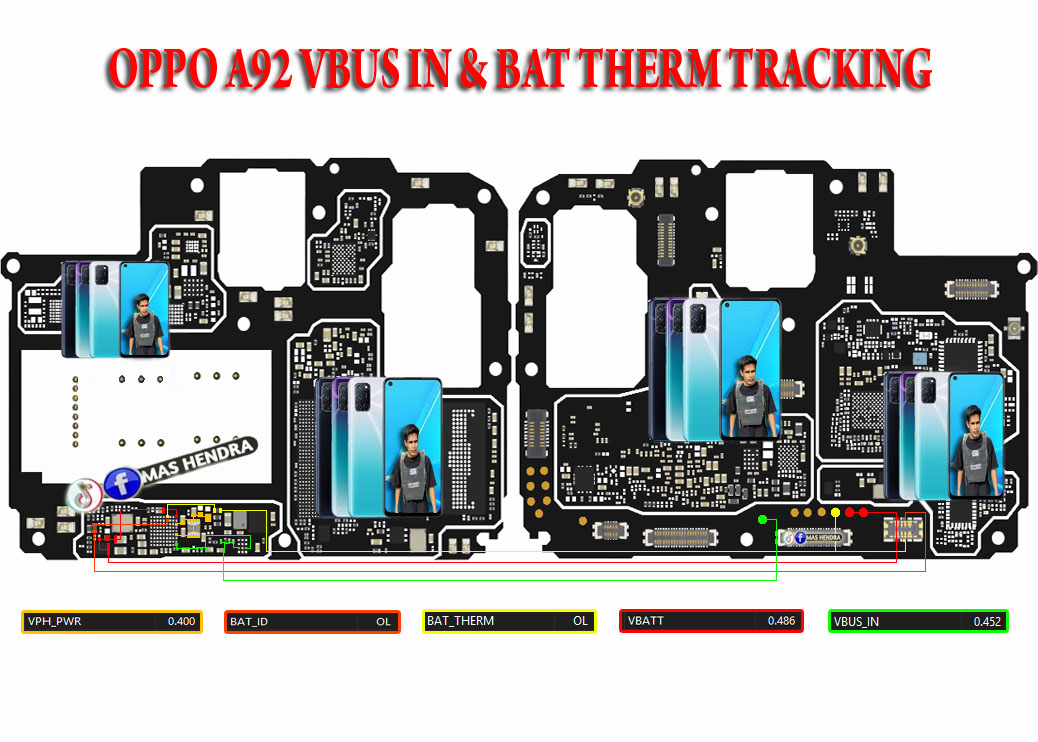 OPPO A92 VBUS IN & BAT THERM TRACKING
f MAS HENDRA
f MAS HENDRA
VPH_PWR 0.400
BAT_ID OL
BAT_THERM OL
VBATT 0.486
VBUS_IN 0.452